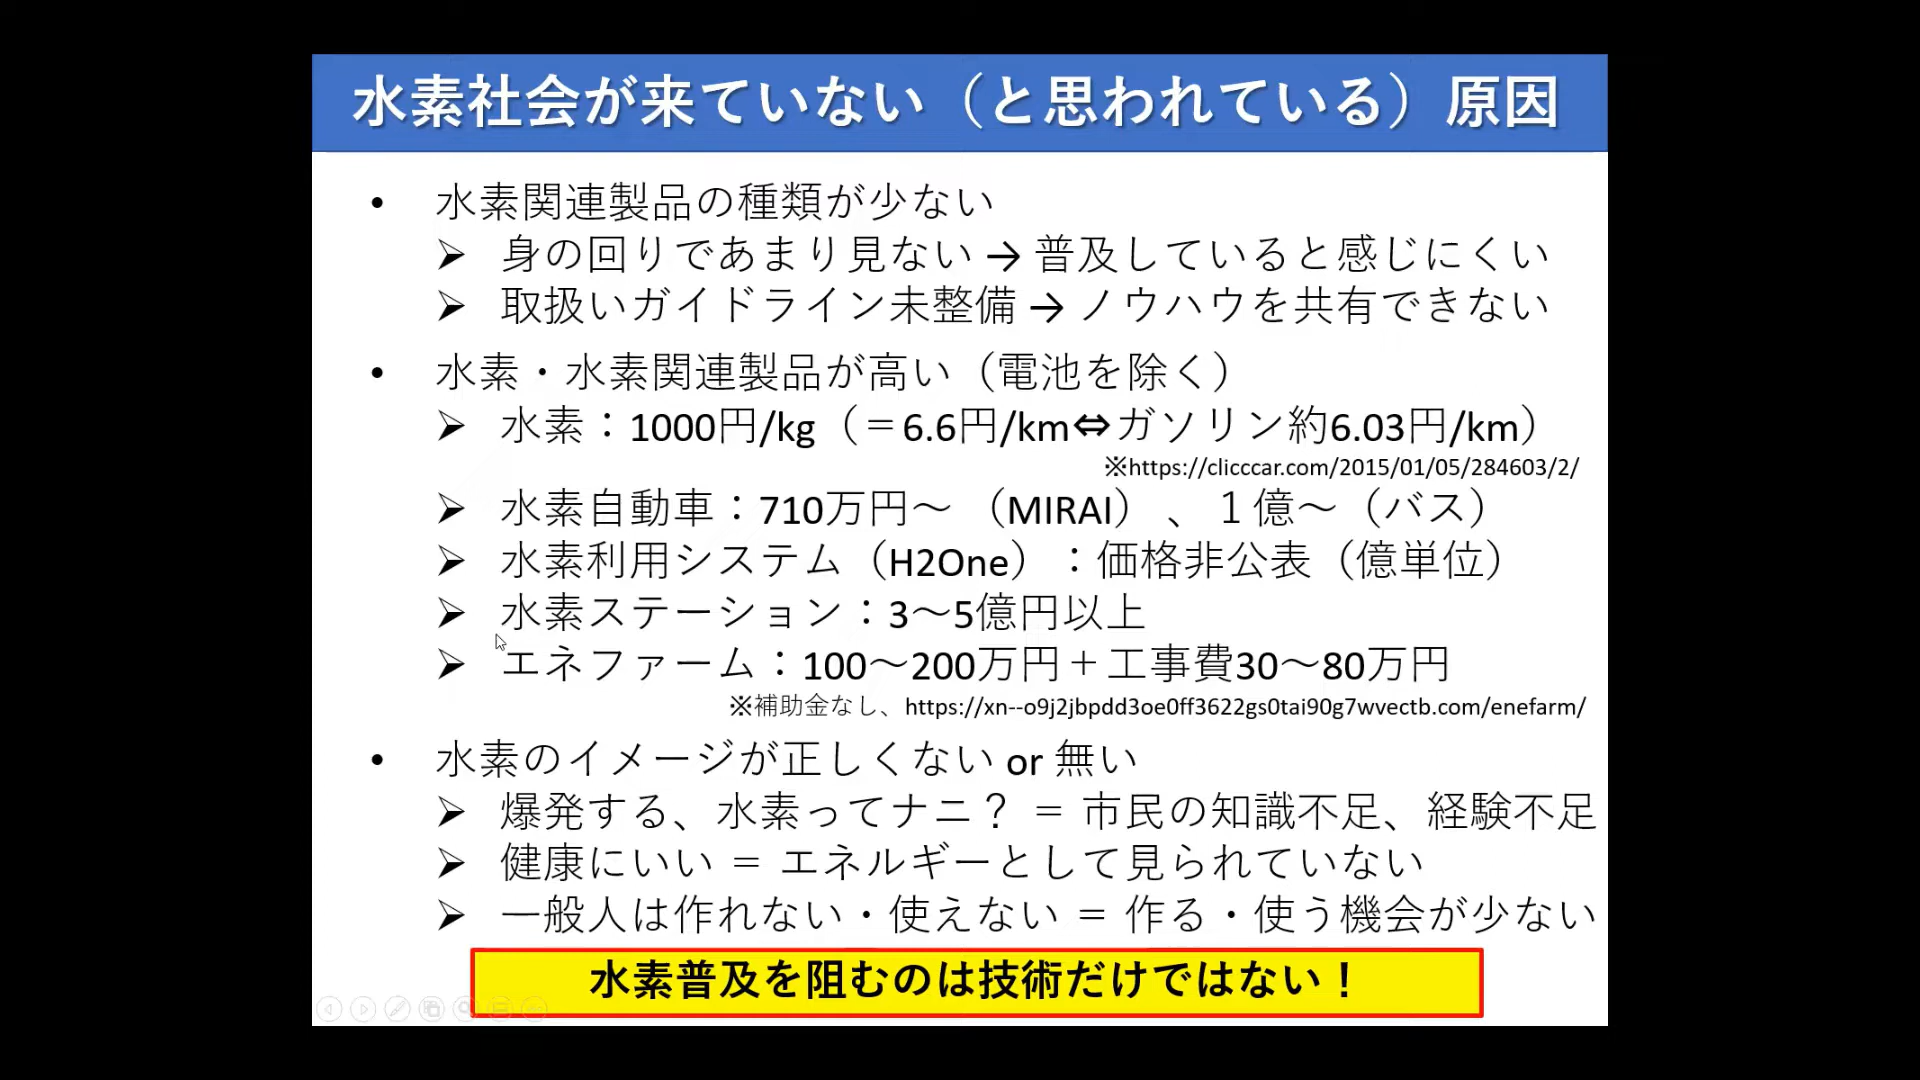 水素社会が来ていない（と思われている）原因
• 水素関連製品の種類が少ない
➢ 身の回りであまり見ない → 普及していると感じにくい
➢ 取扱いガイドライン未整備 → ノウハウを共有できない
• 水素・水素関連製品が高い（電池を除く）
➢ 水素：1000円/kg（＝6.6円/km⇔ガソリン約6.03円/km）
※https://clicccar.com/2015/01/05/284603/2/
➢ 水素自動車：710万円～ （MIRAI） 、１億～（バス）
➢ 水素利用システム（H2One）：価格非公表（億単位）
➢ 水素ステーション：3～5億円以上
➢ エネファーム：100～200万円＋工事費30～80万円
※補助金なし、https://xn--o9j2jbpdd3oe0ff3622gs0tai90g7wvectb.com/enefarm/
• 水素のイメージが正しくない or 無い
➢ 爆発する、水素ってナニ？ ＝ 市民の知識不足、経験不足
➢ 健康にいい ＝ エネルギーとして見られていない
➢ 一般人は作れない・使えない ＝ 作る・使う機会が少ない
水素普及を阻むのは技術だけではない！